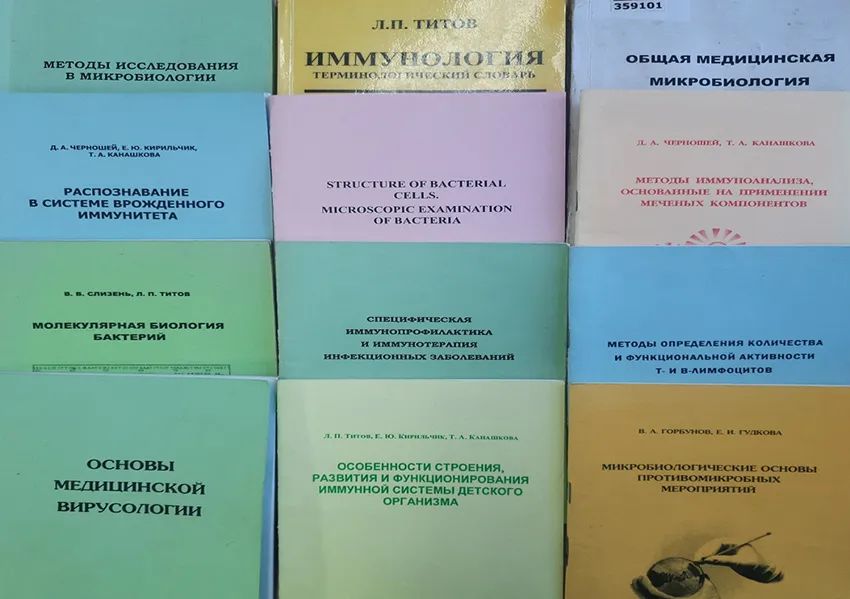 МЕТОДЫ ИССЛЕДОВАНИЯ
В МИКРОБИОЛОГИИ
Л.П. ТИТОВ
ИММУНОЛОГИЯ
ТЕРМИНОЛОГИЧЕСКИЙ СЛОВАРЬ
359101
ОБЩАЯ МЕДИЦИНСКАЯ
МИКРОБИОЛОГИЯ
Д. А. ЧЕРНОШЕЙ, Е. Ю. КИРИЛЬЧИК,
Т. А. КАНАШКОВА
РАСПОЗНАВАНИЕ
В СИСТЕМЕ ВРОЖДЕННОГО
ИММУНИТЕТА
STRUCTURE OF BACTERIAL
CELLS.
MICROSCOPIC EXAMINATION
OF BACTERIA
Д. А. ЧЕРНОШЕЙ, Т. А. КАНАШКОВА
МЕТОДЫ ИММУНОАНАЛИЗА,
ОСНОВАННЫЕ НА ПРИМЕНЕНИИ
МЕЧЕНЫХ КОМПОНЕНТОВ
В. В. СЛИЗЕНЬ, Л. П. ТИТОВ
МОЛЕКУЛЯРНАЯ БИОЛОГИЯ
БАКТЕРИЙ
СПЕЦИФИЧЕСКАЯ
ИММУНОПРОФИЛАКТИКА
И ИММУНОТЕРАПИЯ
ИНФЕКЦИОННЫХ ЗАБОЛЕВАНИЙ
МЕТОДЫ ОПРЕДЕЛЕНИЯ КОЛИЧЕСТВА
И ФУНКЦИОНАЛЬНОЙ АКТИВНОСТИ
Т- И В-ЛИМФОЦИТОВ
ОСНОВЫ
МЕДИЦИНСКОЙ
ВИРУСОЛОГИИ
Л. П. ТИТОВ, Е. Ю. КИРИЛЬЧИК, Т. А. КАНАШКОВА
ОСОБЕННОСТИ СТРОЕНИЯ,
РАЗВИТИЯ И ФУНКЦИОНИРОВАНИЯ
ИММУННОЙ СИСТЕМЫ ДЕТСКОГО
ОРГАНИЗМА
В. А. ГОРБУНОВ, Е. И. ГУДКОВА
МИКРОБИОЛОГИЧЕСКИЕ ОСНОВЫ
ПРОТИВОМИКРОБНЫХ
МЕРОПРИЯТИЙ